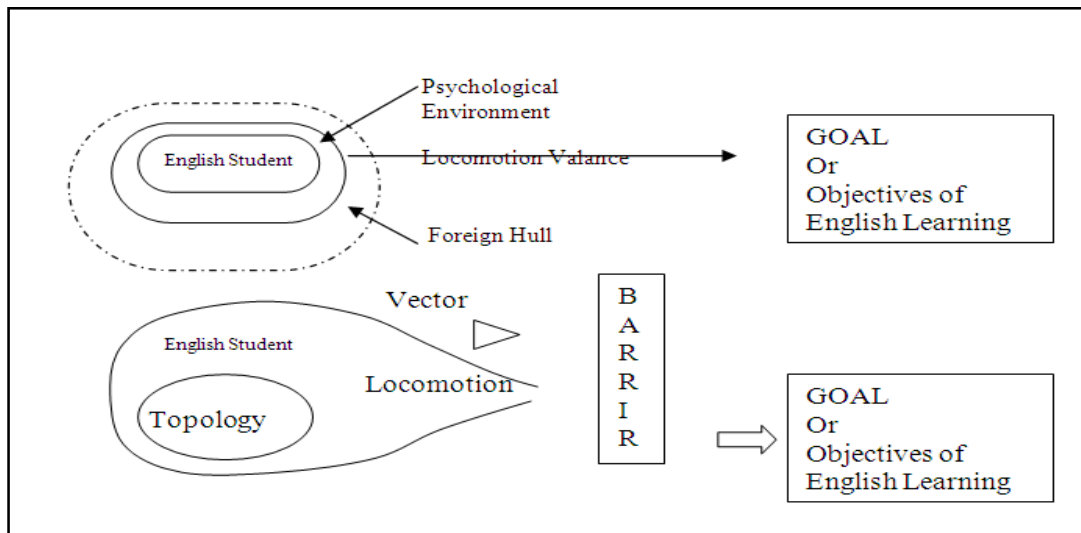 Psychological
Environment
English Student
Locomotion Valance
GOAL
Or
Objectives of
English Learning
Foreign Hull
Vector
English Student
Locomotion
Topology
B
A
R
R
I
R
GOAL
Or
Objectives of
English Learning